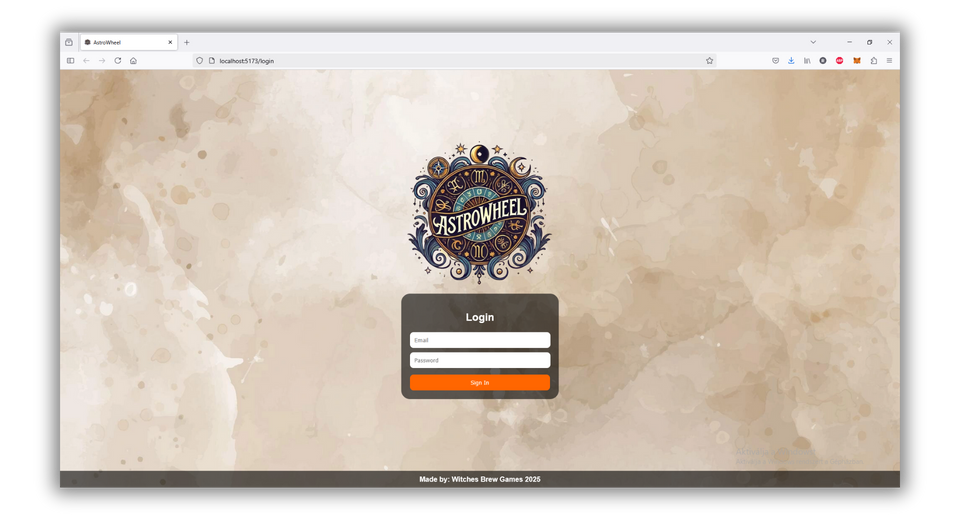 AstroWheel
localhost:5173/login
ASTROWHEEL
Login
Email
Password
Sign In
Made by: Witches Brew Games 2025